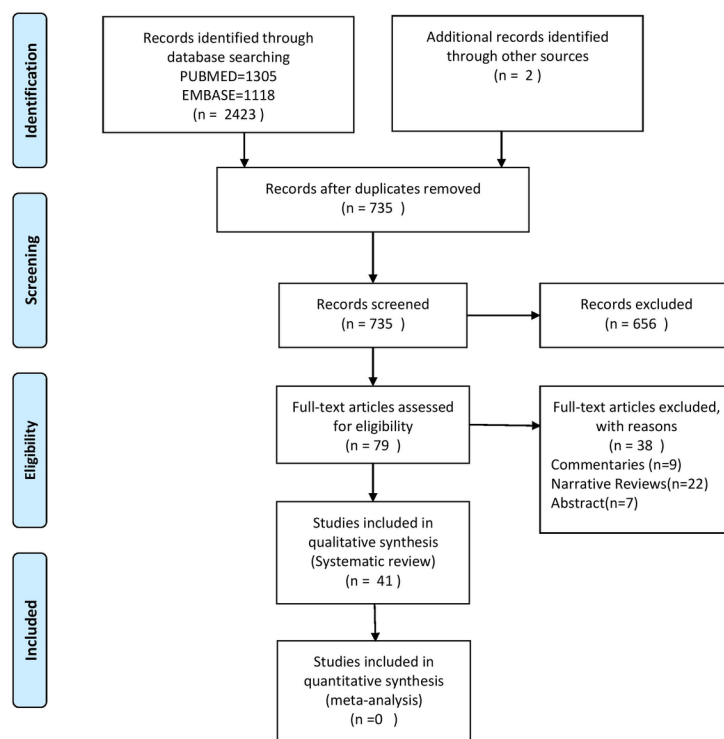 Identification
Records identified through
database searching
PUBMED=1305
EMBASE=1118
(n = 2423 )
Additional records identified
through other sources
(n = 2 )
Records after duplicates removed
(n = 735 )
Screening
Records screened
(n = 735 )
Records excluded
(n = 656 )
Eligibility
Full-text articles assessed
for eligibility
(n = 79 )
Full-text articles excluded,
with reasons
(n = 38 )
Commentaries (n=9)
Narrative Reviews(n=22)
Abstract(n=7)
Studies included in
qualitative synthesis
(Systematic review)
(n = 41 )
Included
Studies included in
quantitative synthesis
(meta-analysis)
(n =0 )